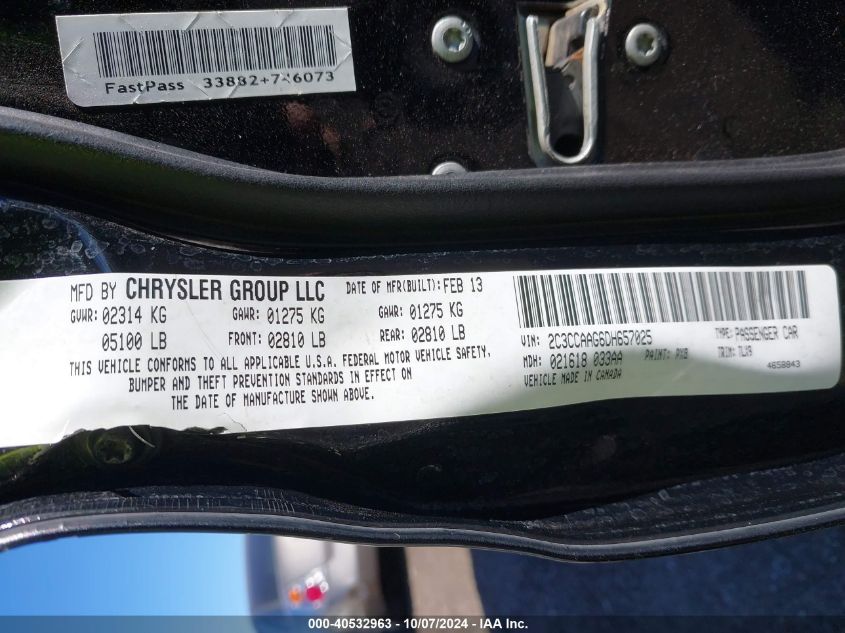 FastPass 33882+746073
MFD BY CHRYSLER GROUP LLC DATE OF MFR(BUILT):FEB 13
GVWR: 02314 KG GAWR: 01275 KG GAWR: 01275 KG
05100 LB FRONT: 02810 LB REAR: 02810 LB
THIS VEHICLE CONFORMS TO ALL APPLICABLE U.S.A. FEDERAL MOTOR VEHICLE SAFETY,
BUMPER AND THEFT PREVENTION STANDARDS IN EFFECT ON
THE DATE OF MANUFACTURE SHOWN ABOVE.
VIN: 2C3CCAAG6DH657025 TYPE: PASSENGER CAR
MDH: 021618 033AA PAINT: PX8 TRIM: TLX9
VEHICLE MADE IN CANADA 4658843
000-40532963 - 10/07/2024 - IAA Inc.